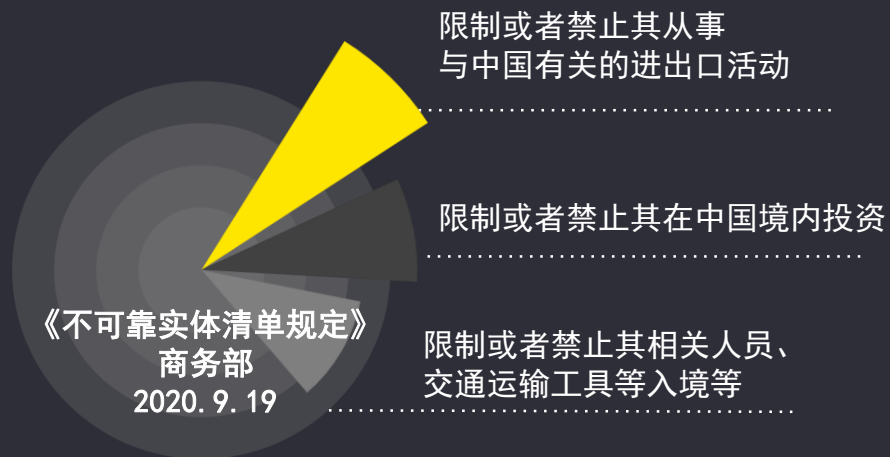 限制或者禁止其从事
与中国有关的进出口活动
限制或者禁止其在中国境内投资
《不可靠实体清单规定》
商务部
2020.9.19
限制或者禁止其相关人员、
交通运输工具等入境等